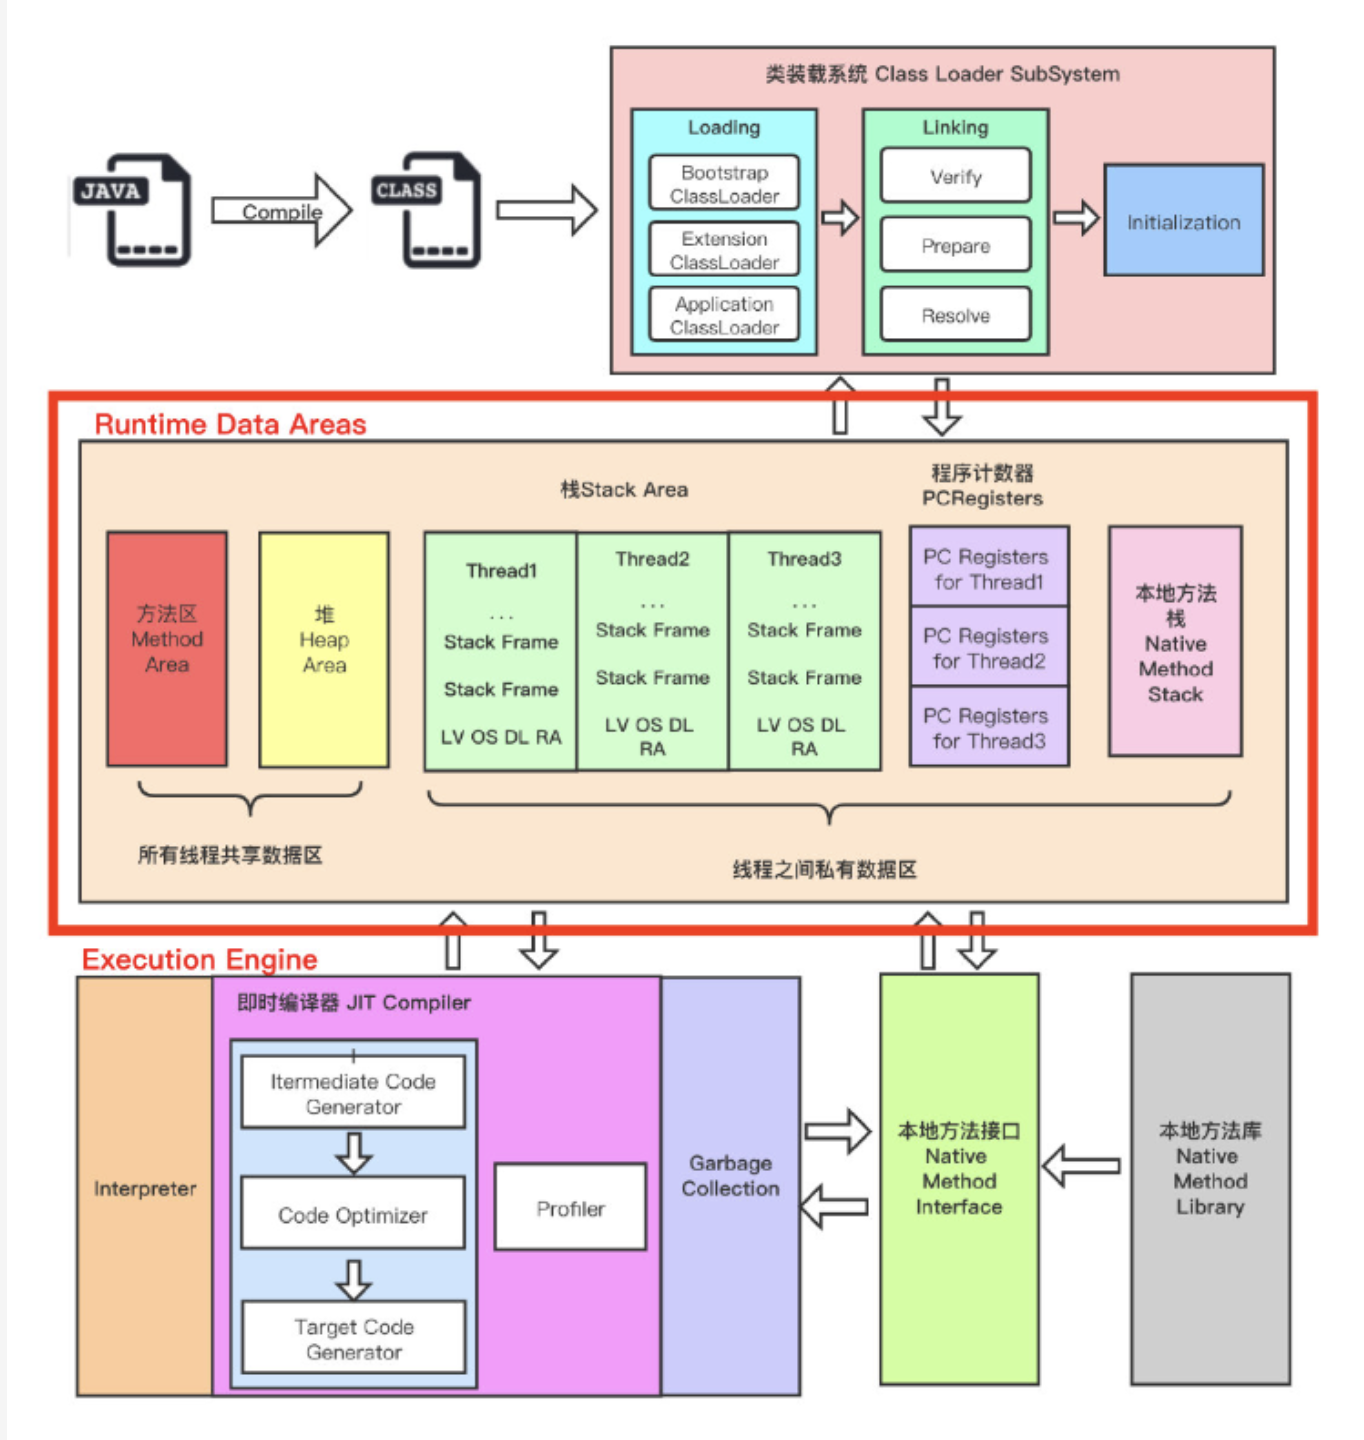 类装载系统 Class Loader SubSystem
Loading
Linking
Bootstrap
ClassLoader
Extension
ClassLoader
Application
ClassLoader
Verify
Prepare
Resolve
Initialization
JAVA
Compile
CLASS
Runtime Data Areas
栈Stack Area
程序计数器
PCRegisters
方法区
Method
Area
堆
Heap
Area
Thread1
...
Stack Frame
Stack Frame
LV OS DL RA
Thread2
...
Stack Frame
Stack Frame
LV OS DL
RA
Thread3
...
Stack Frame
Stack Frame
LV OS DL
RA
PC Registers
for Thread1
PC Registers
for Thread2
PC Registers
for Thread3
本地方法
栈
Native
Method
Stack
所有线程共享数据区
线程之间私有数据区
Execution Engine
Interpreter
即时编译器 JIT Compiler
Itermediate Code
Generator
Code Optimizer
Target Code
Generator
Profiler
Garbage
Collection
本地方法接口
Native
Method
Interface
本地方法库
Native
Method
Library